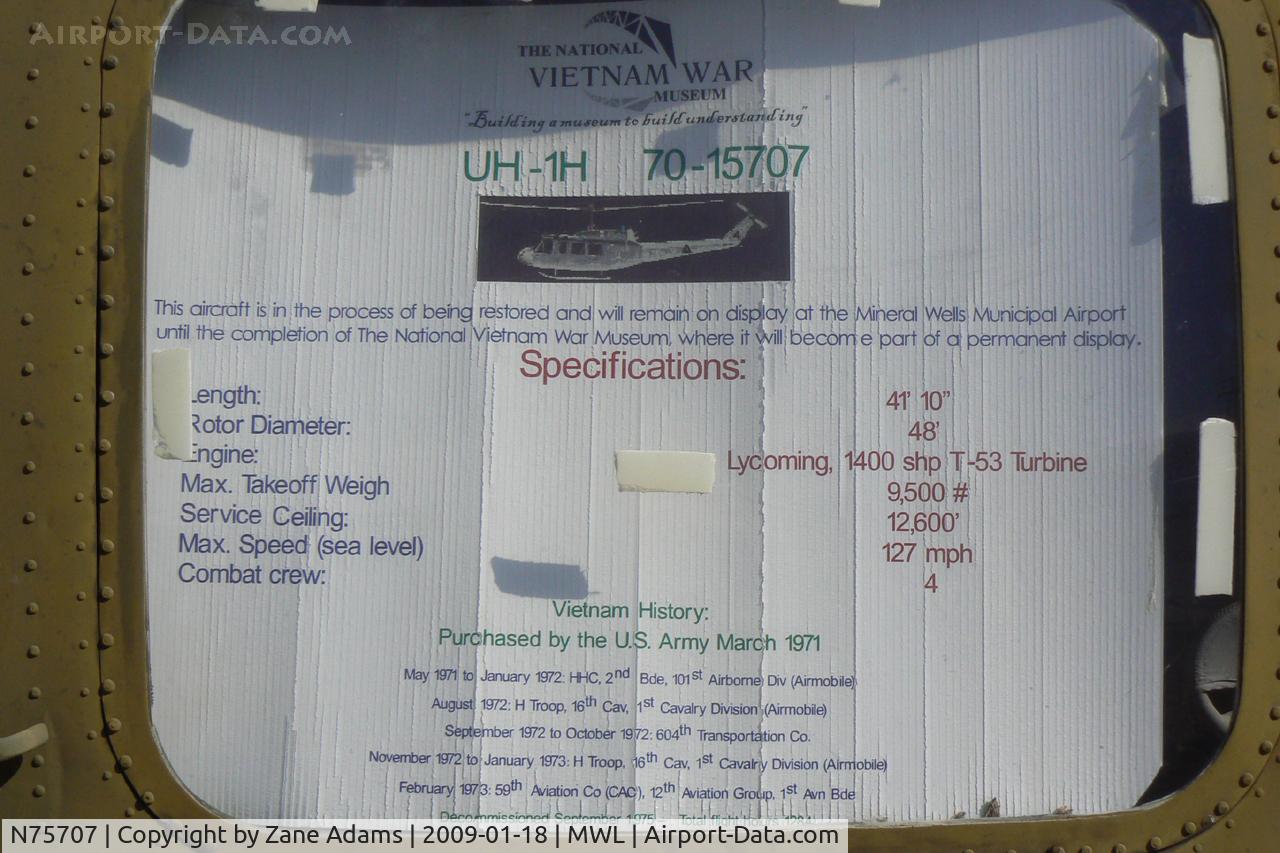 AIRPORT-DATA.COM
THE NATIONAL
VIETNAM WAR
MUSEUM
"Building a museum to build understanding"
UH-1H 70-15707
This aircraft is in the process of being restored and will remain on display at the Mineral Wells Municipal Airport
until the completion of The National Vietnam War Museum, where it will become part of a permanent display.
Specifications:
Length: 41' 10"
Rotor Diameter: 48'
Engine: Lycoming, 1400 shp T-53 Turbine
Max. Takeoff Weigh 9,500 #
Service Ceiling: 12,600'
Max. Speed (sea level) 127 mph
Combat crew: 4
Vietnam History:
Purchased by the U.S. Army March 1971
May 1971 to January 1972: HHC, 2nd Bde, 101st Airborne Div (Airmobile)
August 1972: H Troop, 16th Cav, 1st Cavalry Division (Airmobile)
September 1972 to October 1972: 604th Transportation Co.
November 1972 to January 1973: H Troop, 16th Cav, 1st Cavalry Division (Airmobile)
February 1973: 59th Aviation Co (CAC), 12th Aviation Group, 1st Avn Bde
Decommissioned September 1975 Total flight hours
N75707 | Copyright by Zane Adams | 2009-01-18 | MWL | Airport-Data.com